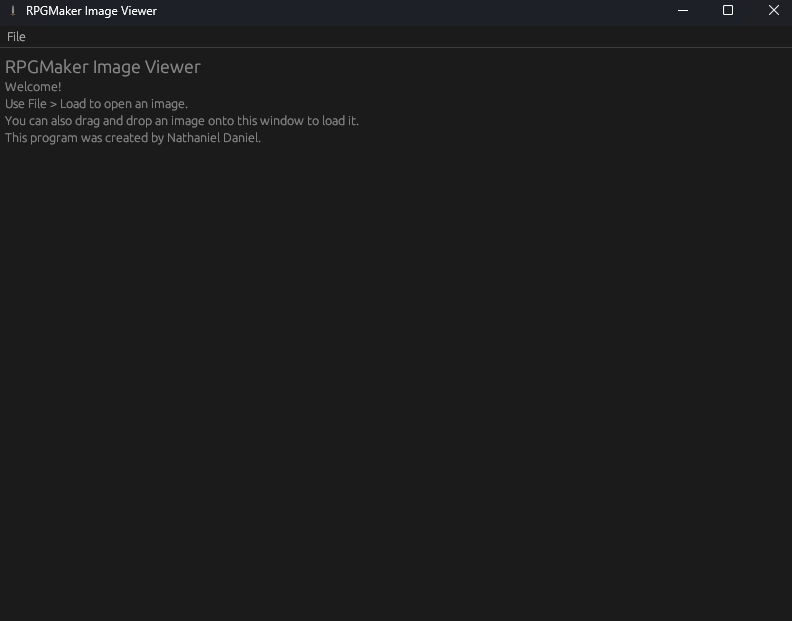 RPGMaker Image Viewer
File
RPGMaker Image Viewer
Welcome!
Use File > Load to open an image.
You can also drag and drop an image onto this window to load it.
This program was created by Nathaniel Daniel.